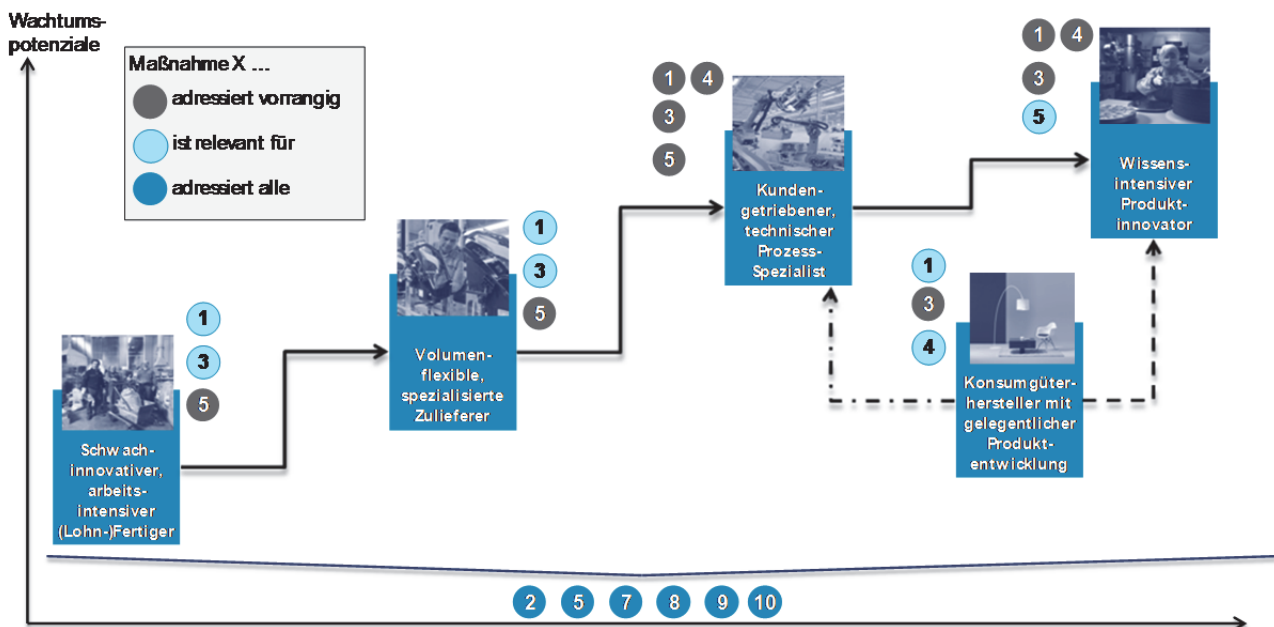 Wachtums-
potenziale
Maßnahme X ...
adressiert vorrangig
ist relevant für
adressiert alle
1
3
5
Schwach-
innovativer,
arbeits-
intensiver
(Lohn-)Fertiger
1
3
5
Volumen-
flexible,
spezialisierte
Zulieferer
1 4
3
5
Kunden-
getriebener,
technischer
Prozess-
Spezialist
1
3
4
Konsumgüter-
hersteller mit
gelegentlicher
Produkt-
entwicklung
1 4
3
5
Wissens-
intensiver
Produkt-
innovator
2 5 7 8 9 10